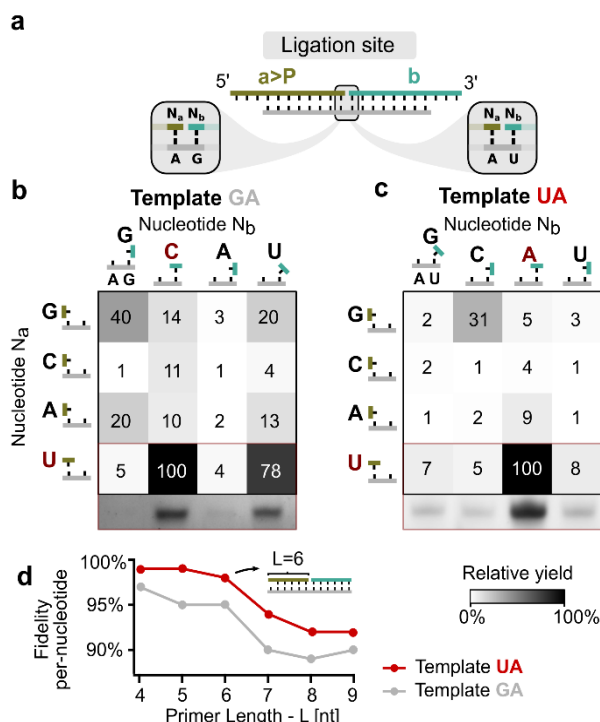 a
Ligation site
5' a>P b 3'
Na Nb
A G
Na Nb
A U
b
Template GA
Nucleotide Nb
G C A U
A G
Nucleotide Na
G 40 14 3 20
C 1 11 1 4
A 20 10 2 13
U 5 100 4 78
c
Template UA
Nucleotide Nb
G C A U
A U
G 2 31 5 3
C 2 1 4 1
A 1 2 9 1
U 7 5 100 8
d
Fidelity
per-nucleotide
100%
95%
90%
L=6
4 5 6 7 8 9
Primer Length - L [nt]
Relative yield
0% 100%
Template UA
Template GA